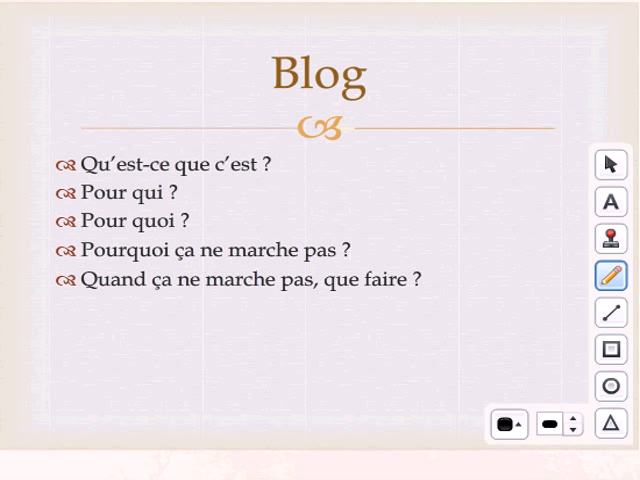 Blog
Qu'est-ce que c'est ?
Pour qui ?
Pour quoi ?
Pourquoi ça ne marche pas ?
Quand ça ne marche pas, que faire ?
A